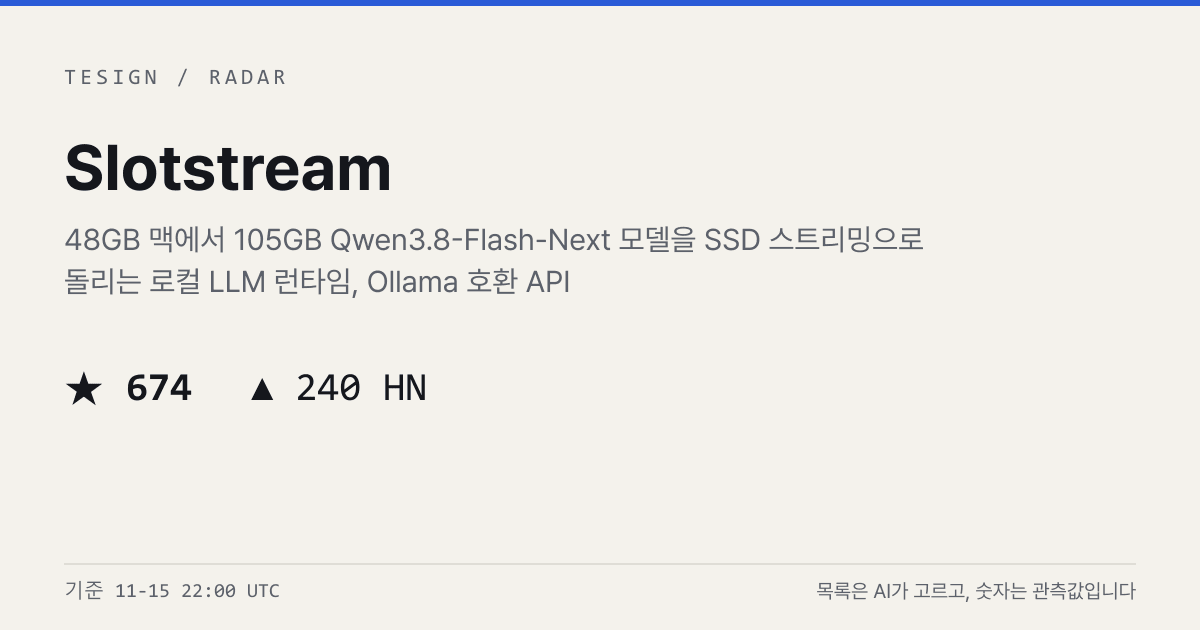 TESIGN / RADAR
Slotstream
48GB 맥에서 105GB Qwen3.8-Flash-Next 모델을 SSD 스트리밍으로
돌리는 로컬 LLM 런타임, Ollama 호환 API
★ 674 ▲ 240 HN
기준 11-15 22:00 UTC
목록은 AI가 고르고, 숫자는 관측값입니다